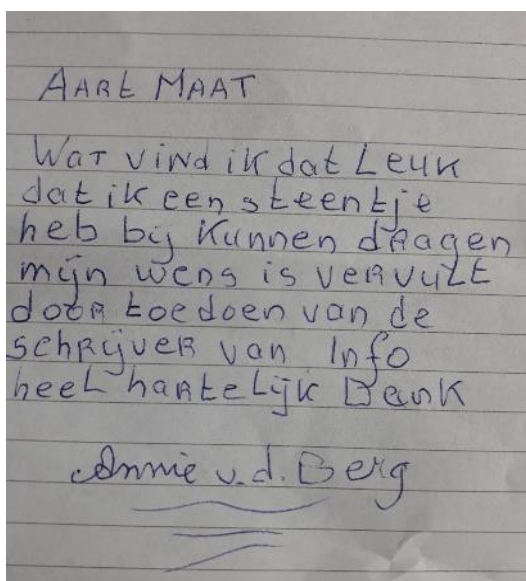 AARt MAAT
Wat vind ik dat Leuk
dat ik een steentje
heb bij kunnen dragen
mijn wens is vervult
door toedoen van de
schrijver van Info
heel hartelijk Dank
Annie v.d. Berg